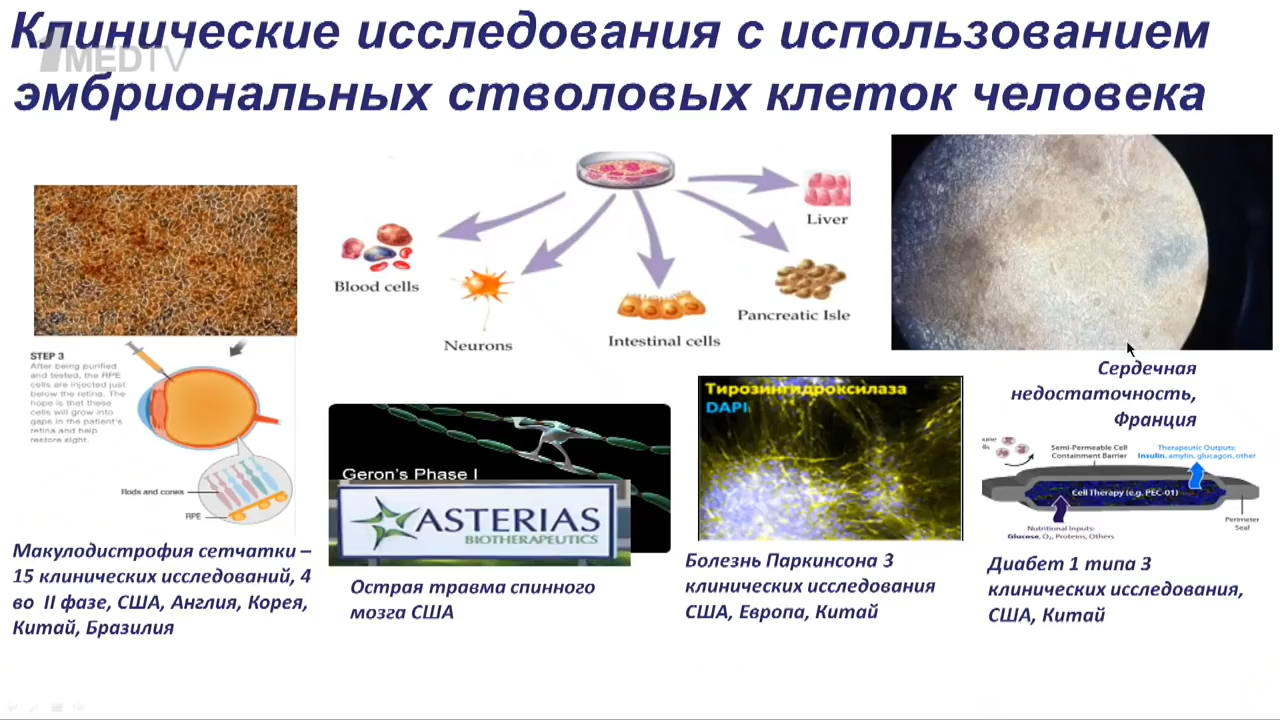 Клинические исследования с использованием
эмбриональных стволовых клеток человека
1MEDTV
Liver
Blood cells
Neurons
Intestinal cells
Pancreatic Isle
STEP 3
After being purified
and tested, the RPE
cells are injected just
below the retina. The
hope is that these
cells will grow into
gaps in the patient's
retina and help
restore sight.
Rods and cones
RPE
Макулодистрофия сетчатки –
15 клинических исследований, 4
во II фазе, США, Англия, Корея,
Китай, Бразилия
Geron's Phase I
ASTERIAS
BIOTHERAPEUTICS
Острая травма спинного
мозга США
Тирозингидроксилаза
DAPI
Болезнь Паркинсона 3
клинических исследования
США, Европа, Китай
Сердечная
недостаточность,
Франция
Semi-Permeable Cell
Containment Barrier
Therapeutic Outputs:
Insulin, amylin, glucagon, other
Cell Therapy (e.g. PEC-01)
Nutritional Inputs:
Glucose, O₂, Proteins, Others
Perimeter
Seal
Диабет 1 типа 3
клинических исследования,
США, Китай